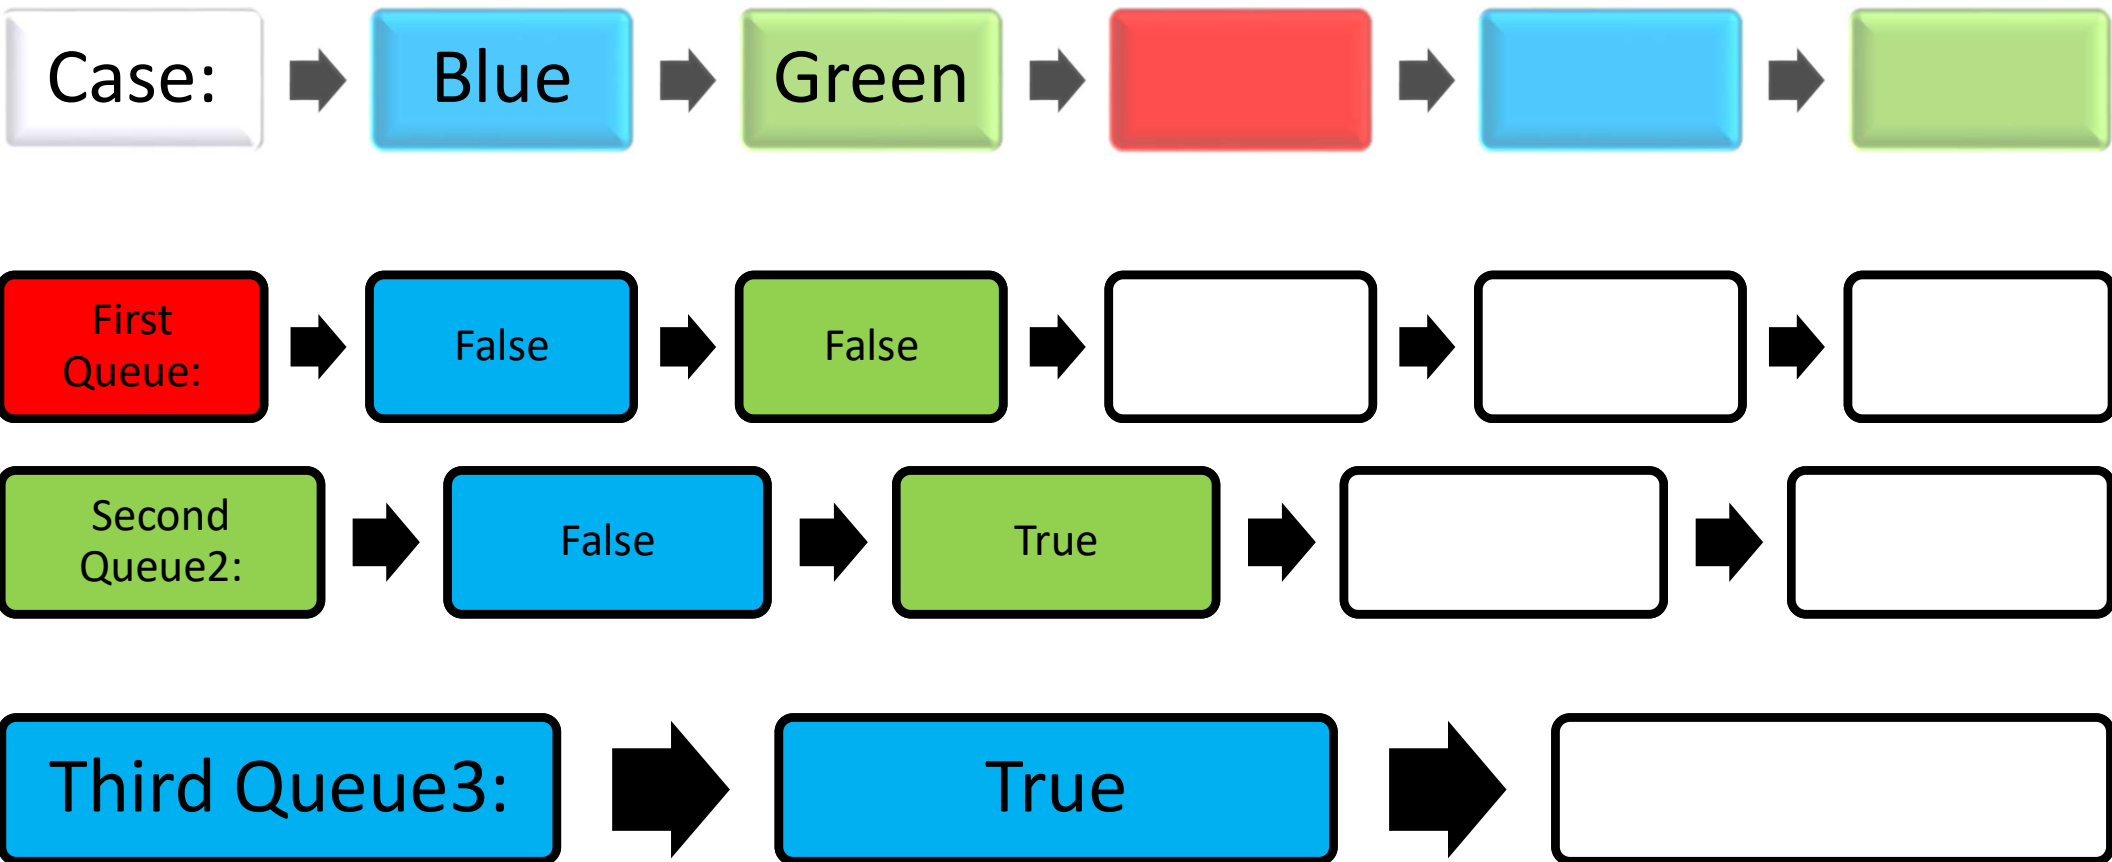 Case:
Blue
Green
First
Queue:
False
False
Second
Queue2:
False
True
Third Queue3:
True